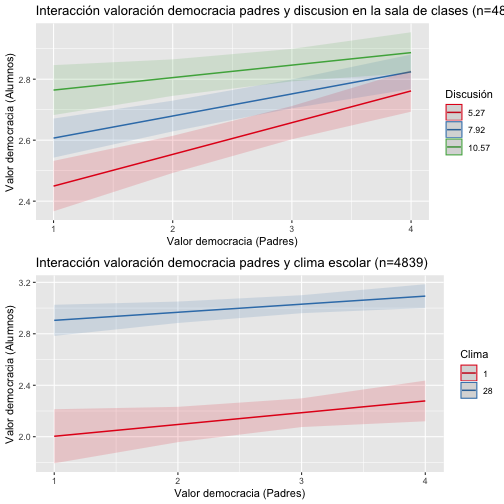 Interacción valoración democracia padres y discusion en la sala de clases (n=48
Valor democracia (Alumnos)
2.8
2.6
2.4
1 2 3 4
Valor democracia (Padres)
Discusión
5.27
7.92
10.57
Interacción valoración democracia padres y clima escolar (n=4839)
Valor democracia (Alumnos)
3.2
2.8
2.4
2.0
1 2 3 4
Valor democracia (Padres)
Clima
1
28